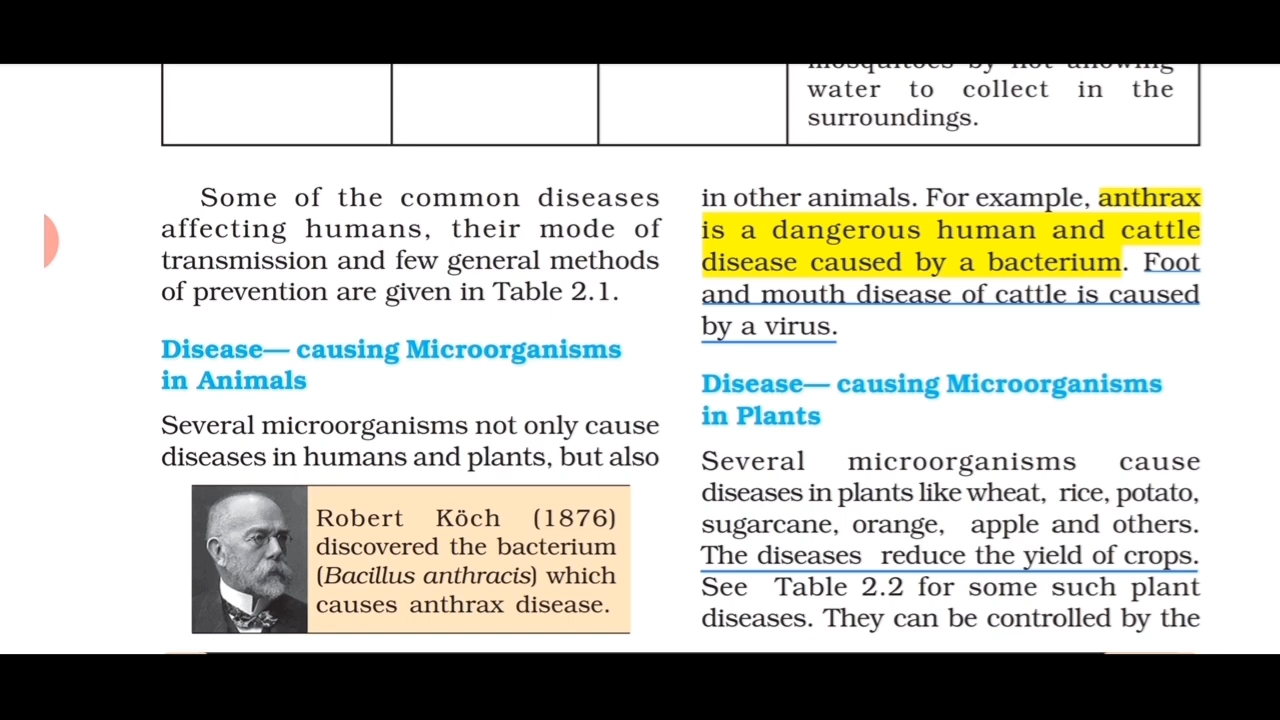 water to collect in the
surroundings.
Some of the common diseases
affecting humans, their mode of
transmission and few general methods
of prevention are given in Table 2.1.
Disease— causing Microorganisms
in Animals
Several microorganisms not only cause
diseases in humans and plants, but also
Robert Köch (1876)
discovered the bacterium
(Bacillus anthracis) which
causes anthrax disease.
in other animals. For example, anthrax
is a dangerous human and cattle
disease caused by a bacterium. Foot
and mouth disease of cattle is caused
by a virus.
Disease— causing Microorganisms
in Plants
Several microorganisms cause
diseases in plants like wheat, rice, potato,
sugarcane, orange, apple and others.
The diseases reduce the yield of crops.
See Table 2.2 for some such plant
diseases. They can be controlled by the